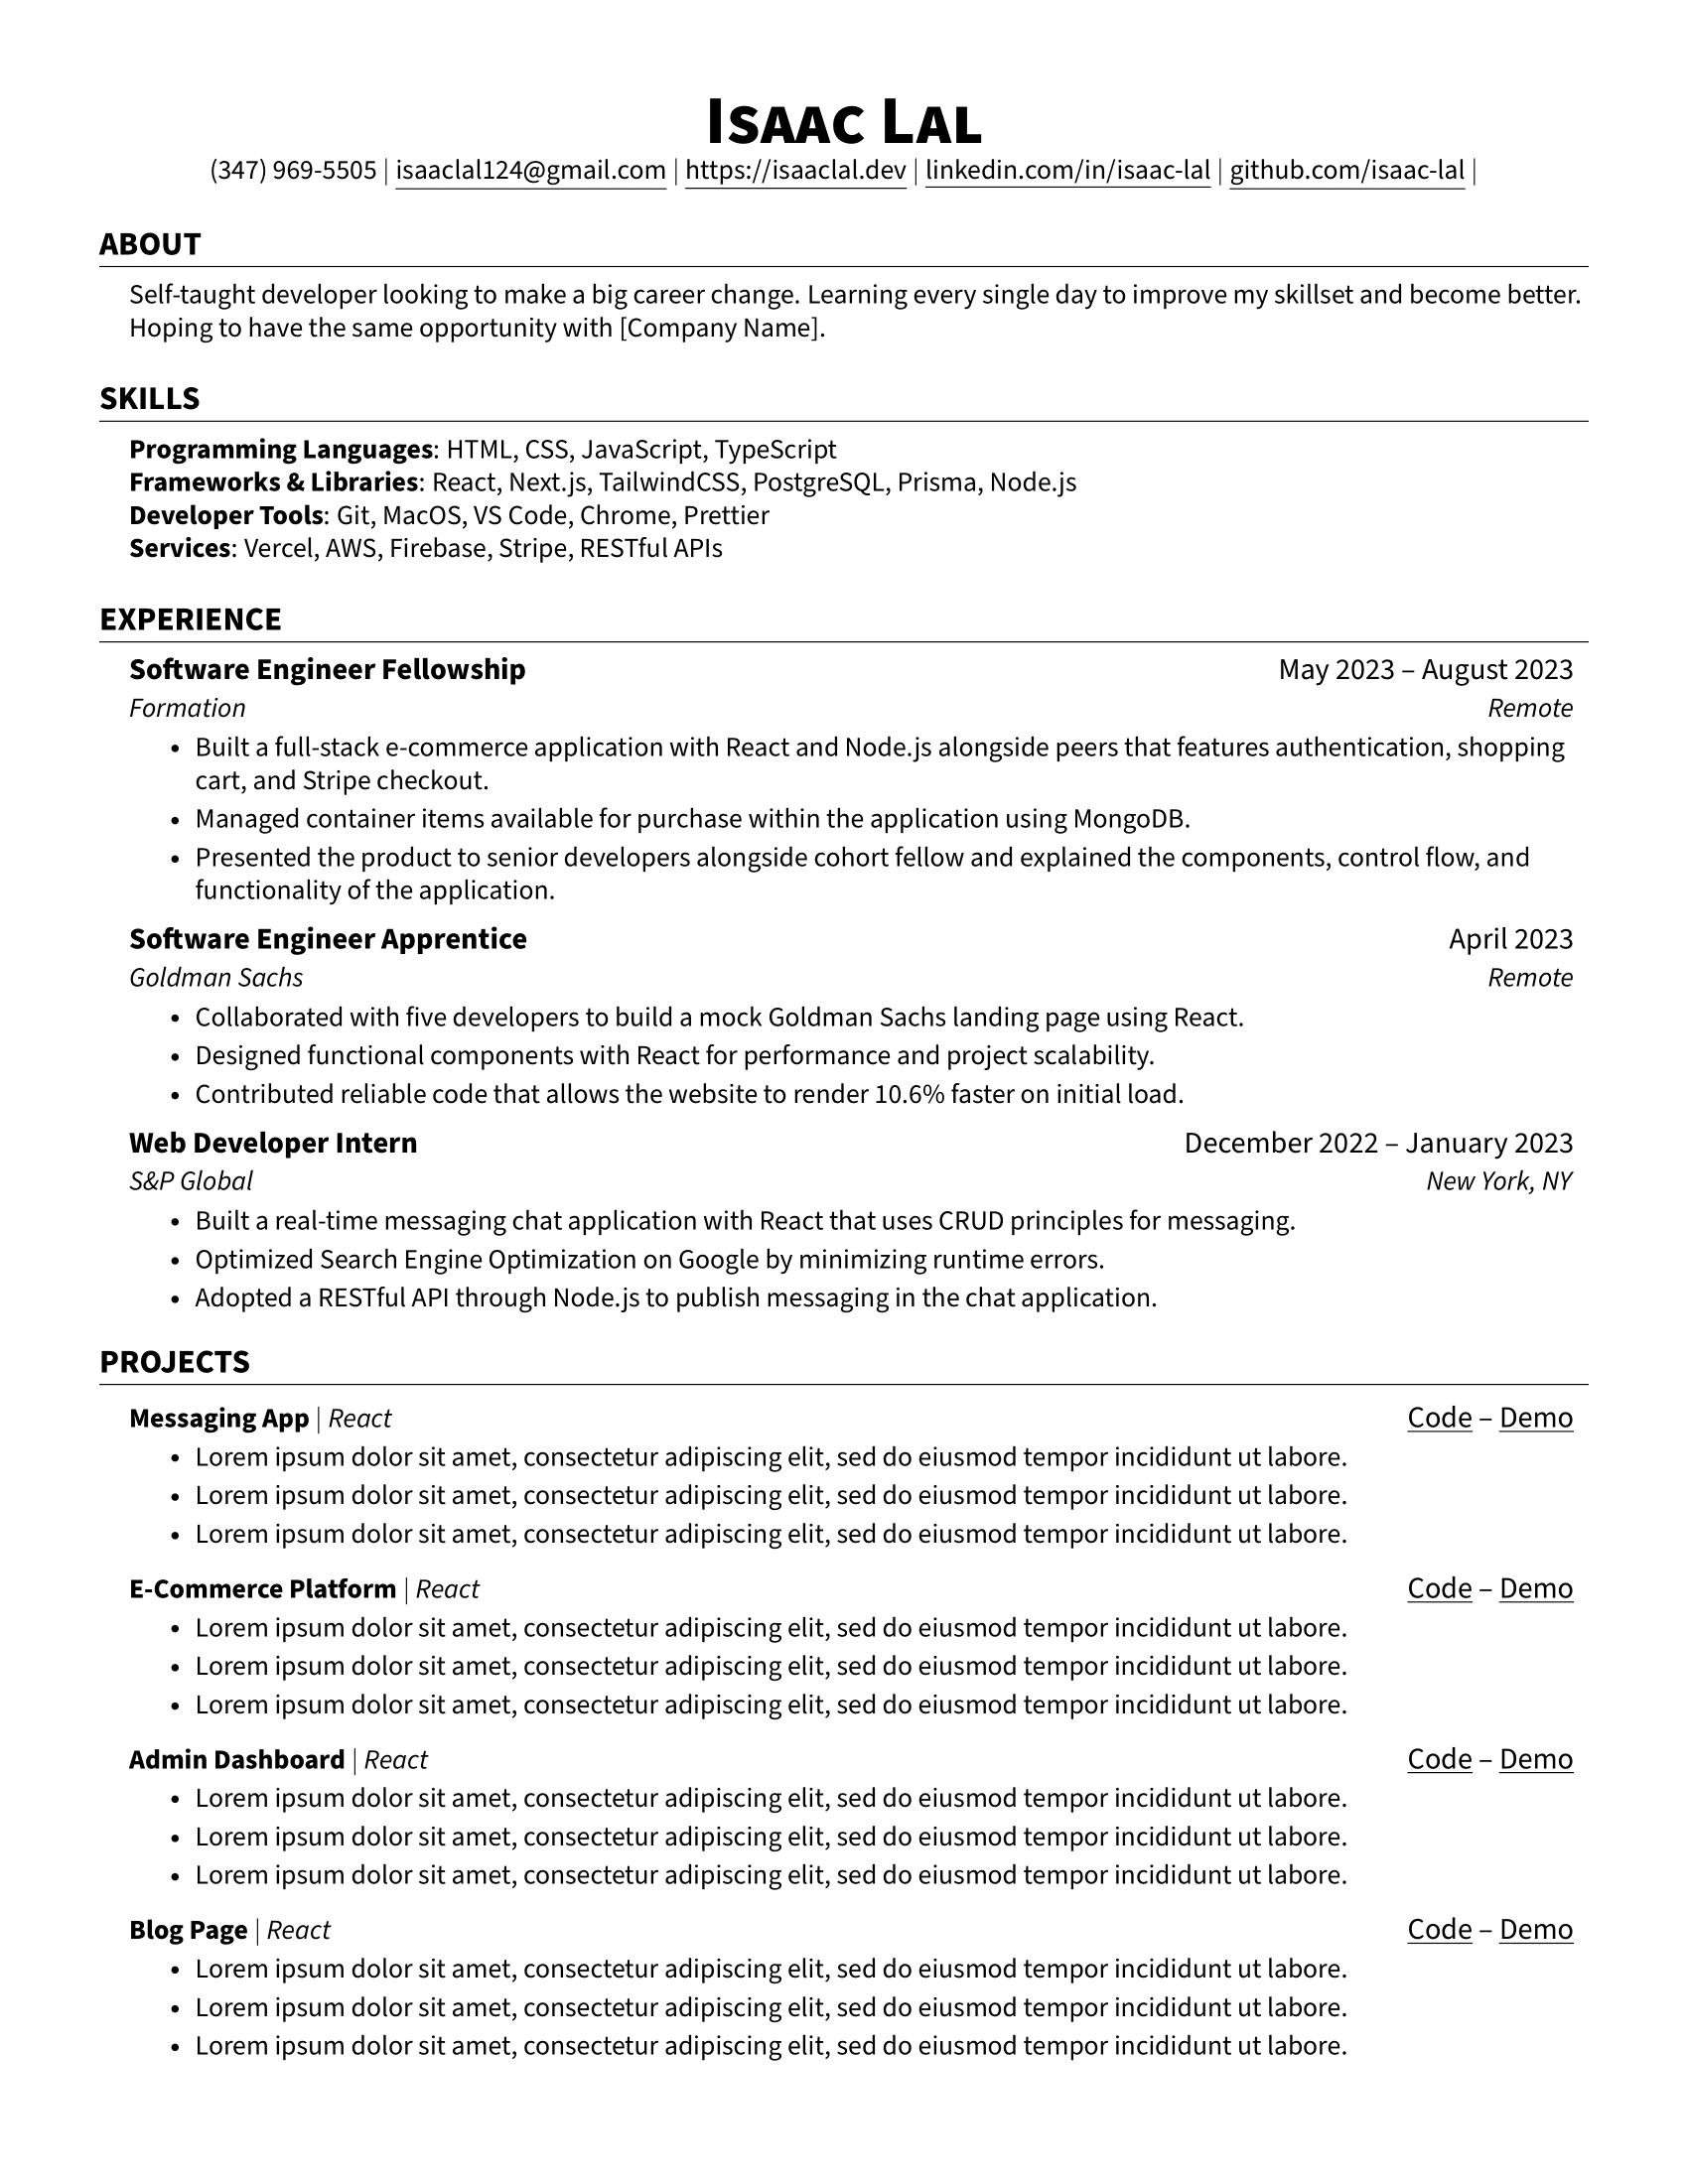 Isaac Lal
(347) 969-5505 | isaaclal124@gmail.com | https://isaaclal.dev | linkedin.com/in/isaac-lal | github.com/isaac-lal |
ABOUT
Self-taught developer looking to make a big career change. Learning every single day to improve my skillset and become better.
Hoping to have the same opportunity with [Company Name].
SKILLS
Programming Languages: HTML, CSS, JavaScript, TypeScript
Frameworks & Libraries: React, Next.js, TailwindCSS, PostgreSQL, Prisma, Node.js
Developer Tools: Git, MacOS, VS Code, Chrome, Prettier
Services: Vercel, AWS, Firebase, Stripe, RESTful APIs
EXPERIENCE
Software Engineer Fellowship May 2023 – August 2023
Formation Remote
• Built a full-stack e-commerce application with React and Node.js alongside peers that features authentication, shopping
cart, and Stripe checkout.
• Managed container items available for purchase within the application using MongoDB.
• Presented the product to senior developers alongside cohort fellow and explained the components, control flow, and
functionality of the application.
Software Engineer Apprentice April 2023
Goldman Sachs Remote
• Collaborated with five developers to build a mock Goldman Sachs landing page using React.
• Designed functional components with React for performance and project scalability.
• Contributed reliable code that allows the website to render 10.6% faster on initial load.
Web Developer Intern December 2022 – January 2023
S&P Global New York, NY
• Built a real-time messaging chat application with React that uses CRUD principles for messaging.
• Optimized Search Engine Optimization on Google by minimizing runtime errors.
• Adopted a RESTful API through Node.js to publish messaging in the chat application.
PROJECTS
Messaging App | React Code – Demo
• Lorem ipsum dolor sit amet, consectetur adipiscing elit, sed do eiusmod tempor incididunt ut labore.
• Lorem ipsum dolor sit amet, consectetur adipiscing elit, sed do eiusmod tempor incididunt ut labore.
• Lorem ipsum dolor sit amet, consectetur adipiscing elit, sed do eiusmod tempor incididunt ut labore.
E-Commerce Platform | React Code – Demo
• Lorem ipsum dolor sit amet, consectetur adipiscing elit, sed do eiusmod tempor incididunt ut labore.
• Lorem ipsum dolor sit amet, consectetur adipiscing elit, sed do eiusmod tempor incididunt ut labore.
• Lorem ipsum dolor sit amet, consectetur adipiscing elit, sed do eiusmod tempor incididunt ut labore.
Admin Dashboard | React Code – Demo
• Lorem ipsum dolor sit amet, consectetur adipiscing elit, sed do eiusmod tempor incididunt ut labore.
• Lorem ipsum dolor sit amet, consectetur adipiscing elit, sed do eiusmod tempor incididunt ut labore.
• Lorem ipsum dolor sit amet, consectetur adipiscing elit, sed do eiusmod tempor incididunt ut labore.
Blog Page | React Code – Demo
• Lorem ipsum dolor sit amet, consectetur adipiscing elit, sed do eiusmod tempor incididunt ut labore.
• Lorem ipsum dolor sit amet, consectetur adipiscing elit, sed do eiusmod tempor incididunt ut labore.
• Lorem ipsum dolor sit amet, consectetur adipiscing elit, sed do eiusmod tempor incididunt ut labore.